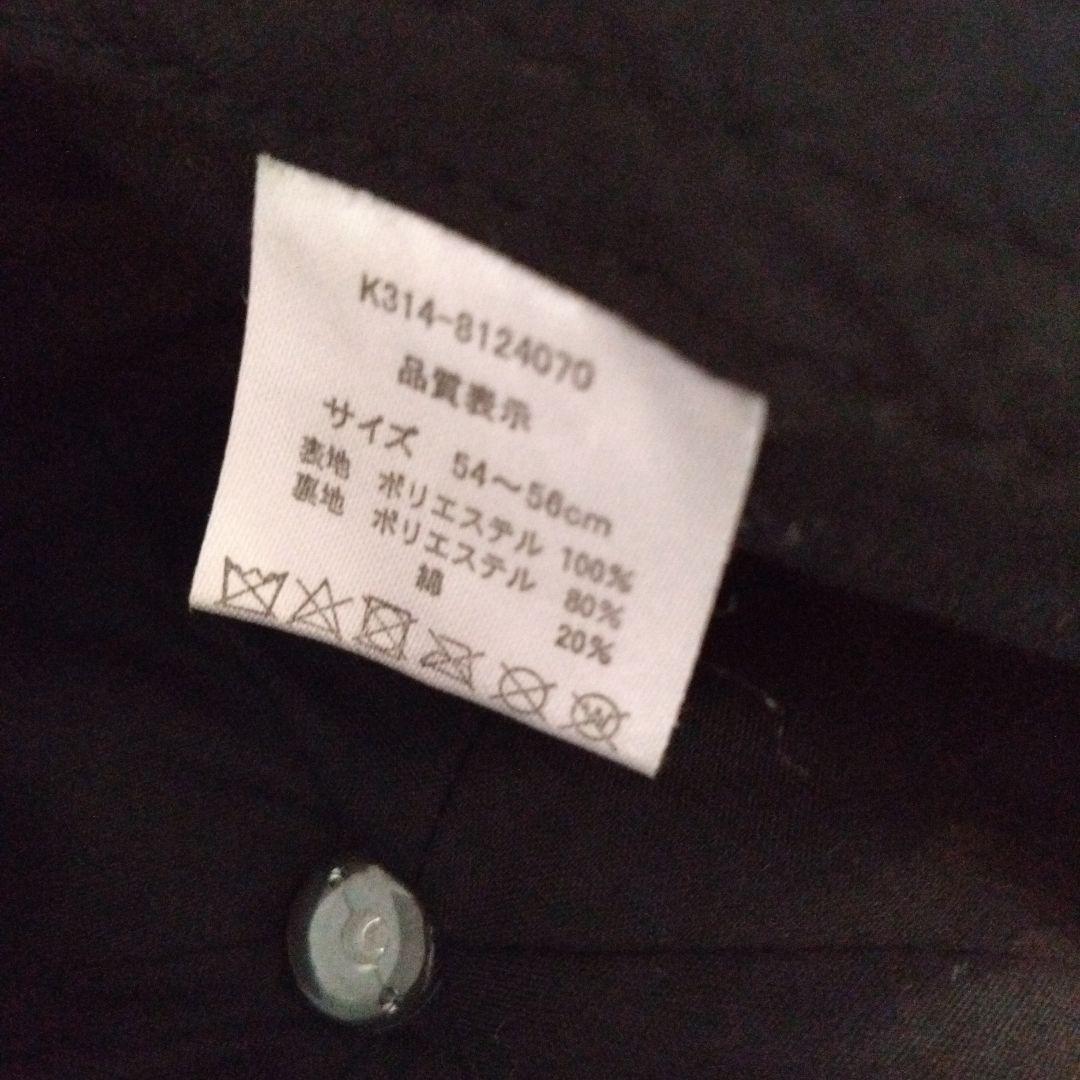 K314-8124070
品質表示
サイズ 54～56cm
表地 ポリエステル 100%
裏地 ポリエステル 80%
綿 20%